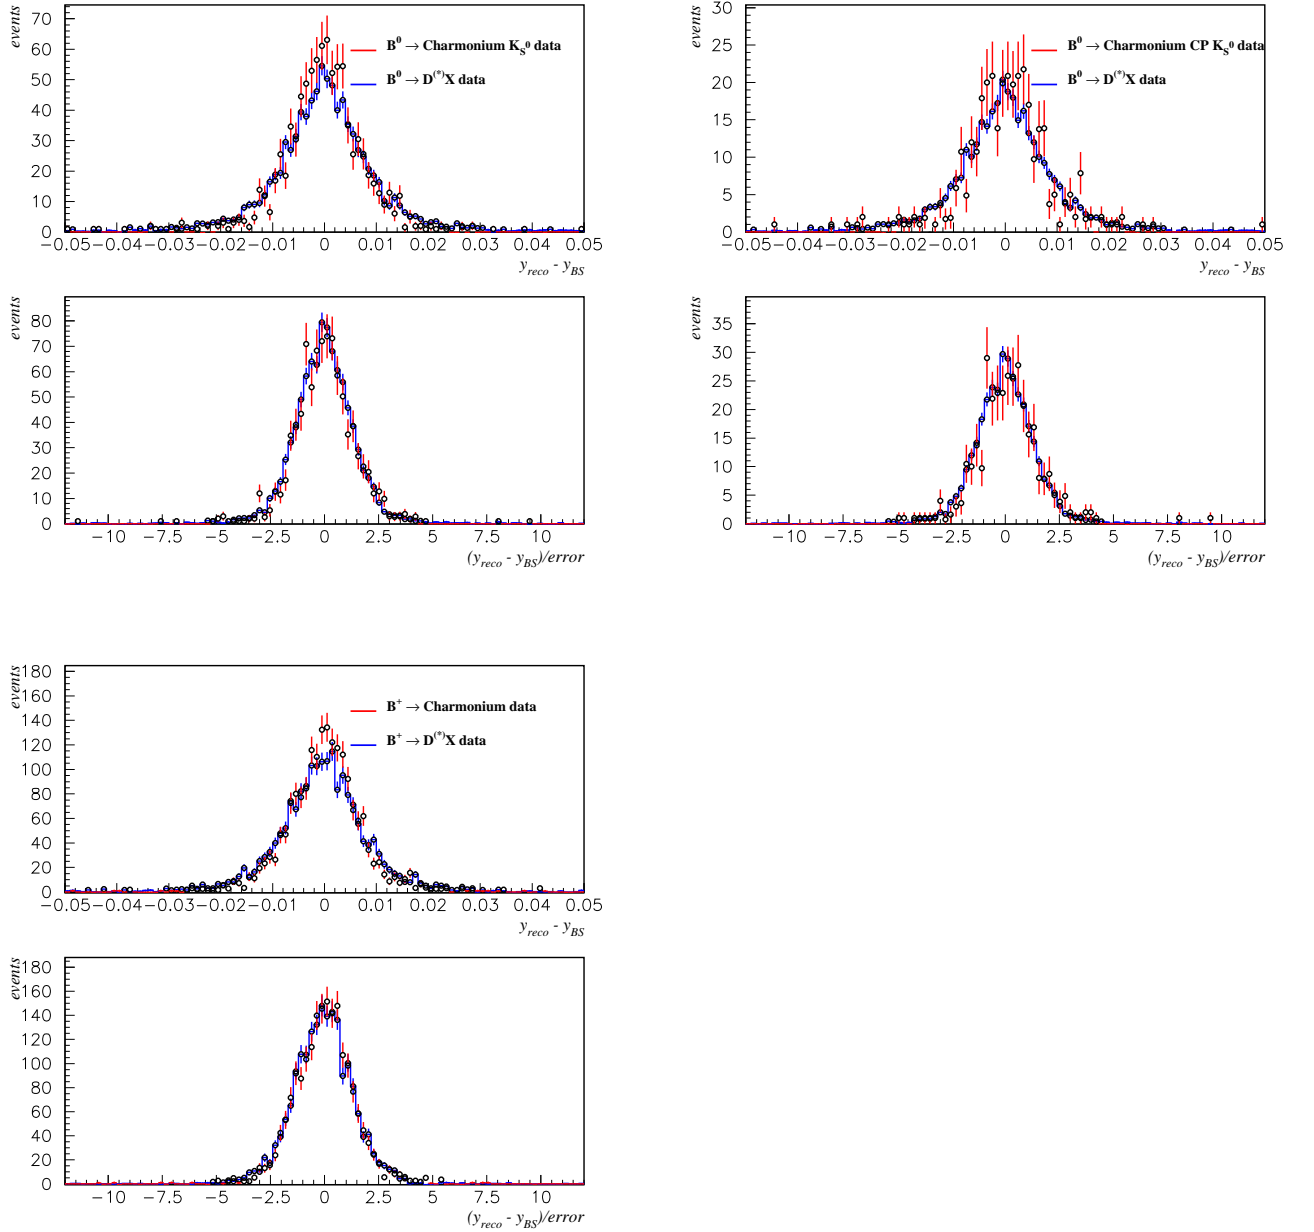 events
70
60
50
40
30
20
10
0
B⁰ → Charmonium K_S⁰ data
B⁰ → D⁽*⁾X data
−0.05 −0.04 −0.03 −0.02 −0.01 0 0.01 0.02 0.03 0.04 0.05
y_reco - y_BS
events
30
25
20
15
10
5
0
B⁰ → Charmonium CP K_S⁰ data
B⁰ → D⁽*⁾X data
−0.05 −0.04 −0.03 −0.02 −0.01 0 0.01 0.02 0.03 0.04 0.05
y_reco - y_BS
events
80
70
60
50
40
30
20
10
0
−10 −7.5 −5 −2.5 0 2.5 5 7.5 10
(y_reco - y_BS)/error
events
35
30
25
20
15
10
5
0
−10 −7.5 −5 −2.5 0 2.5 5 7.5 10
(y_reco - y_BS)/error
events
180
160
140
120
100
80
60
40
20
0
B⁺ → Charmonium data
B⁺ → D⁽*⁾X data
−0.05 −0.04 −0.03 −0.02 −0.01 0 0.01 0.02 0.03 0.04 0.05
y_reco - y_BS
events
180
160
140
120
100
80
60
40
20
0
−10 −7.5 −5 −2.5 0 2.5 5 7.5 10
(y_reco - y_BS)/error